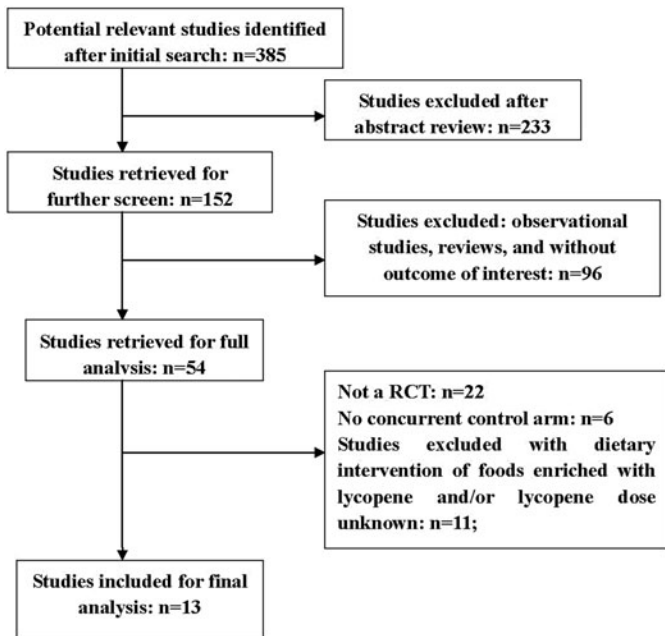 Potential relevant studies identified
after initial search: n=385
Studies excluded after
abstract review: n=233
Studies retrieved for
further screen: n=152
Studies excluded: observational
studies, reviews, and without
outcome of interest: n=96
Studies retrieved for full
analysis: n=54
Not a RCT: n=22
No concurrent control arm: n=6
Studies excluded with dietary
intervention of foods enriched with
lycopene and/or lycopene dose
unknown: n=11;
Studies included for final
analysis: n=13